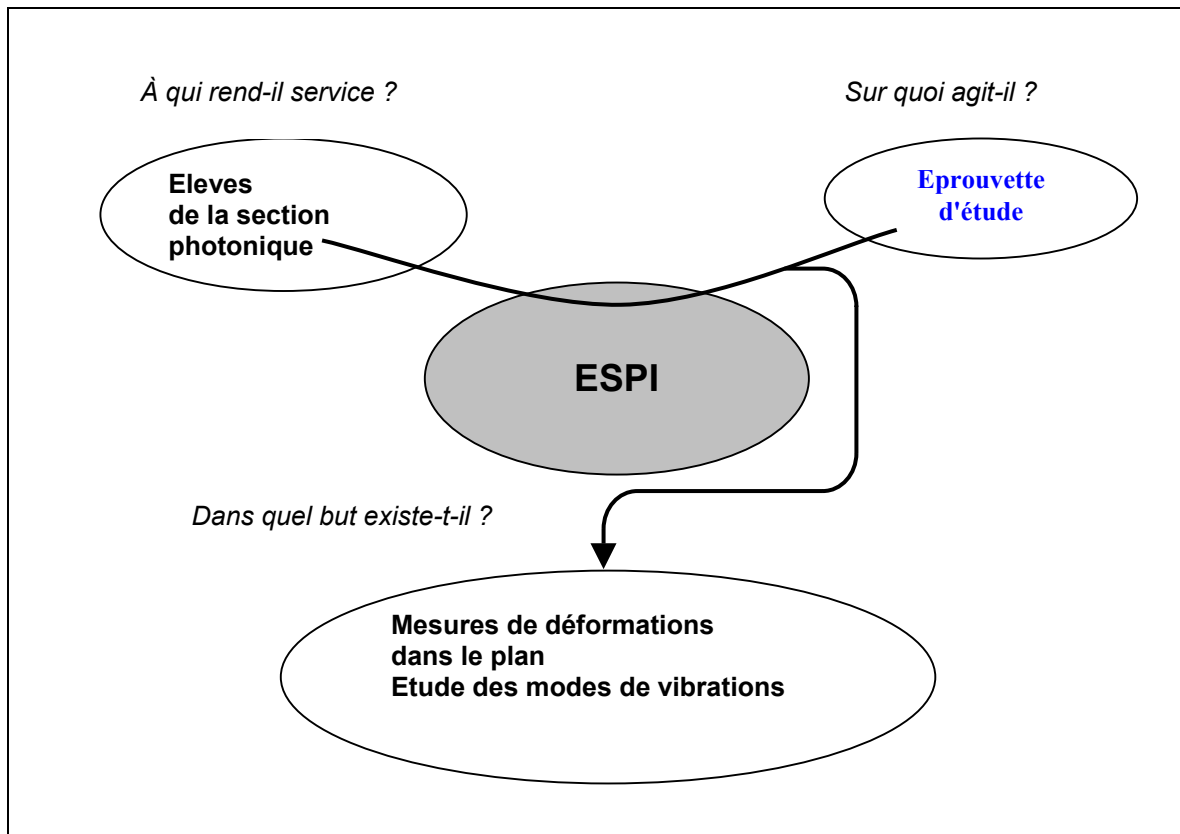 À qui rend-il service ?
Sur quoi agit-il ?
Eleves
de la section
photonique
Eprouvette
d'étude
ESPI
Dans quel but existe-t-il ?
Mesures de déformations
dans le plan
Etude des modes de vibrations